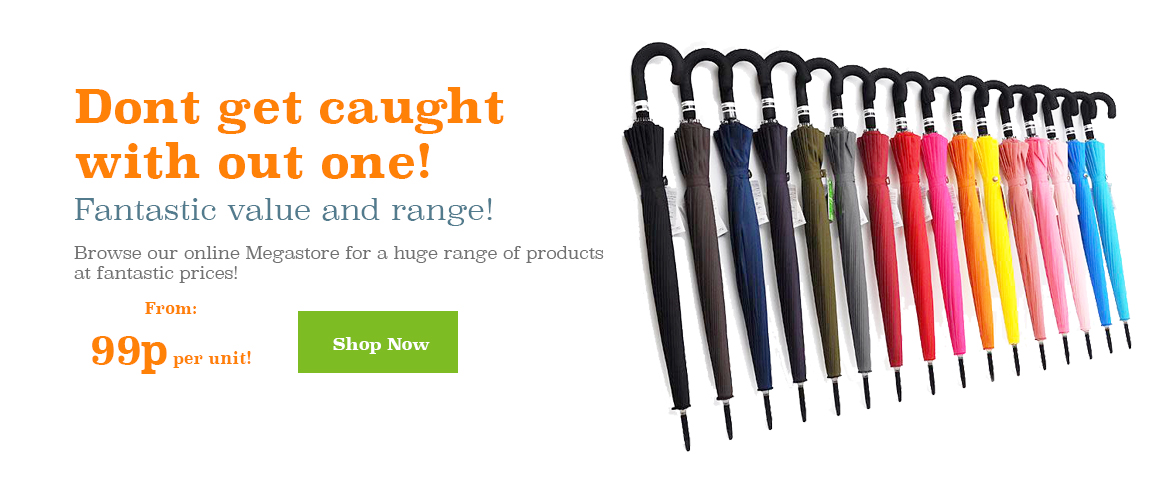 Dont get caught
with out one!
Fantastic value and range!
Browse our online Megastore for a huge range of products
at fantastic prices!
From:
99p per unit!
Shop Now